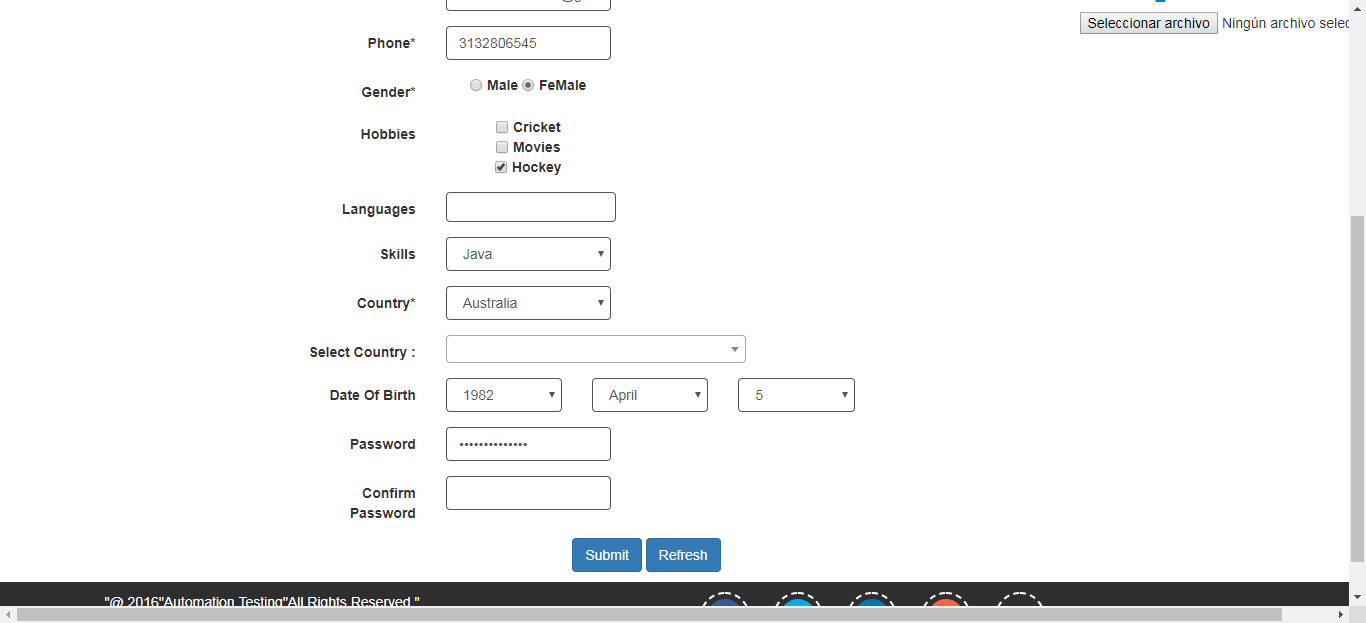 Seleccionar archivo Ningún archivo selec
Phone* 3132806545
Gender* Male FeMale
Hobbies Cricket
Movies
Hockey
Languages
Skills Java
Country* Australia
Select Country :
Date Of Birth 1982 April 5
Password ••••••••••••••
Confirm
Password
Submit Refresh
"@ 2016"Automation Testing"All Rights Reserved."